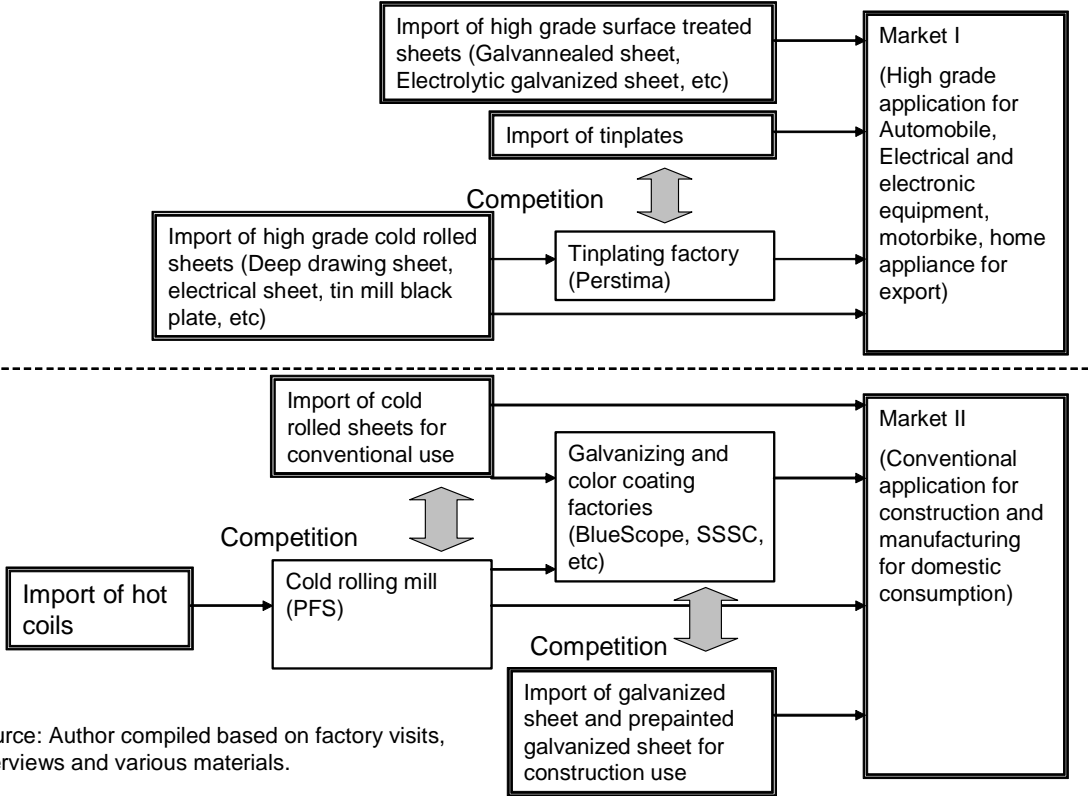 Import of high grade surface treated
sheets (Galvannealed sheet,
Electrolytic galvanized sheet, etc)
Market I
(High grade
application for
Automobile,
Electrical and
electronic
equipment,
motorbike, home
appliance for
export)
Import of tinplates
Competition
Import of high grade cold rolled
sheets (Deep drawing sheet,
electrical sheet, tin mill black
plate, etc)
Tinplating factory
(Perstima)
Import of cold
rolled sheets for
conventional use
Market II
(Conventional
application for
construction and
manufacturing
for domestic
consumption)
Galvanizing and
color coating
factories
(BlueScope, SSSC,
etc)
Competition
Import of hot
coils
Cold rolling mill
(PFS)
Competition
Import of galvanized
sheet and prepainted
galvanized sheet for
construction use
urce: Author compiled based on factory visits,
erviews and various materials.